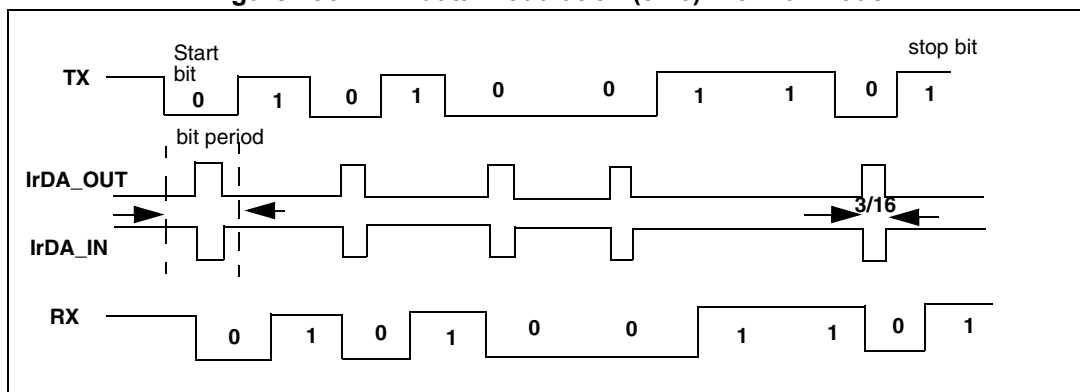 Start
bit
stop bit
TX
0 1 0 1 0 0 1 1 0 1
bit period
IrDA_OUT
3/16
IrDA_IN
RX
0 1 0 1 0 0 1 1 0 1